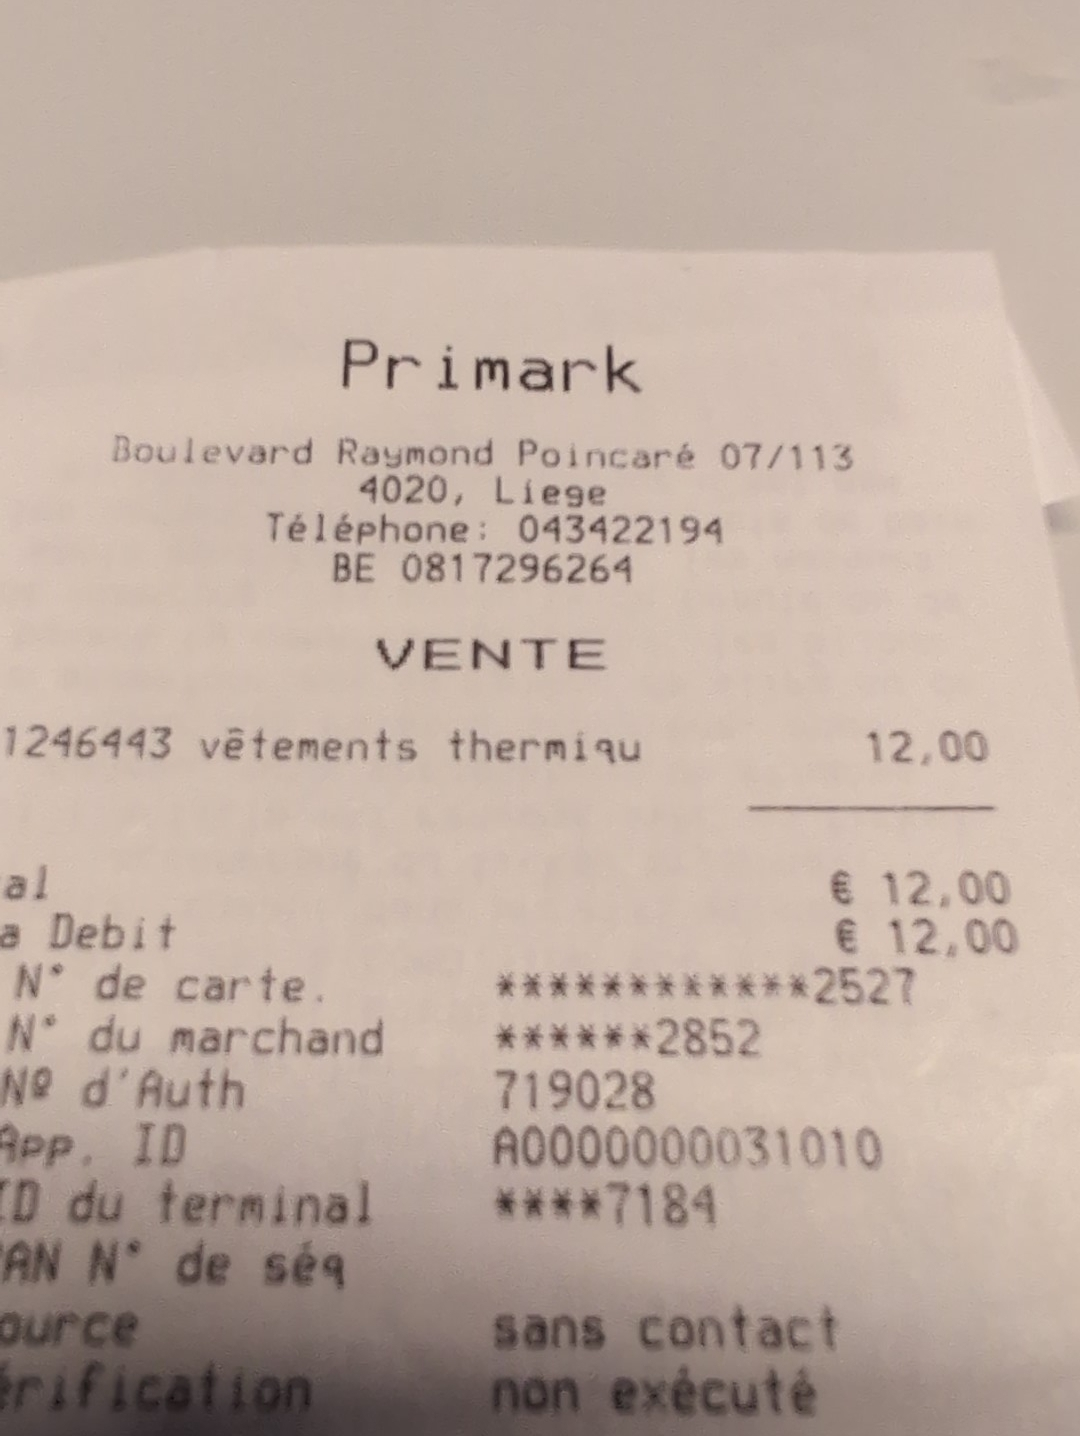 Primark
Boulevard Raymond Poincaré 07/113
4020, Liege
Téléphone: 043422194
BE 0817296264
VENTE
1246443 vêtements thermiqu 12,00
al € 12,00
a Debit € 12,00
N° de carte. ************2527
N° du marchand ******2852
Nº d'Auth 719028
App. ID A0000000031010
ID du terminal ****7184
AN N° de séq
ource sans contact
érification non exécuté